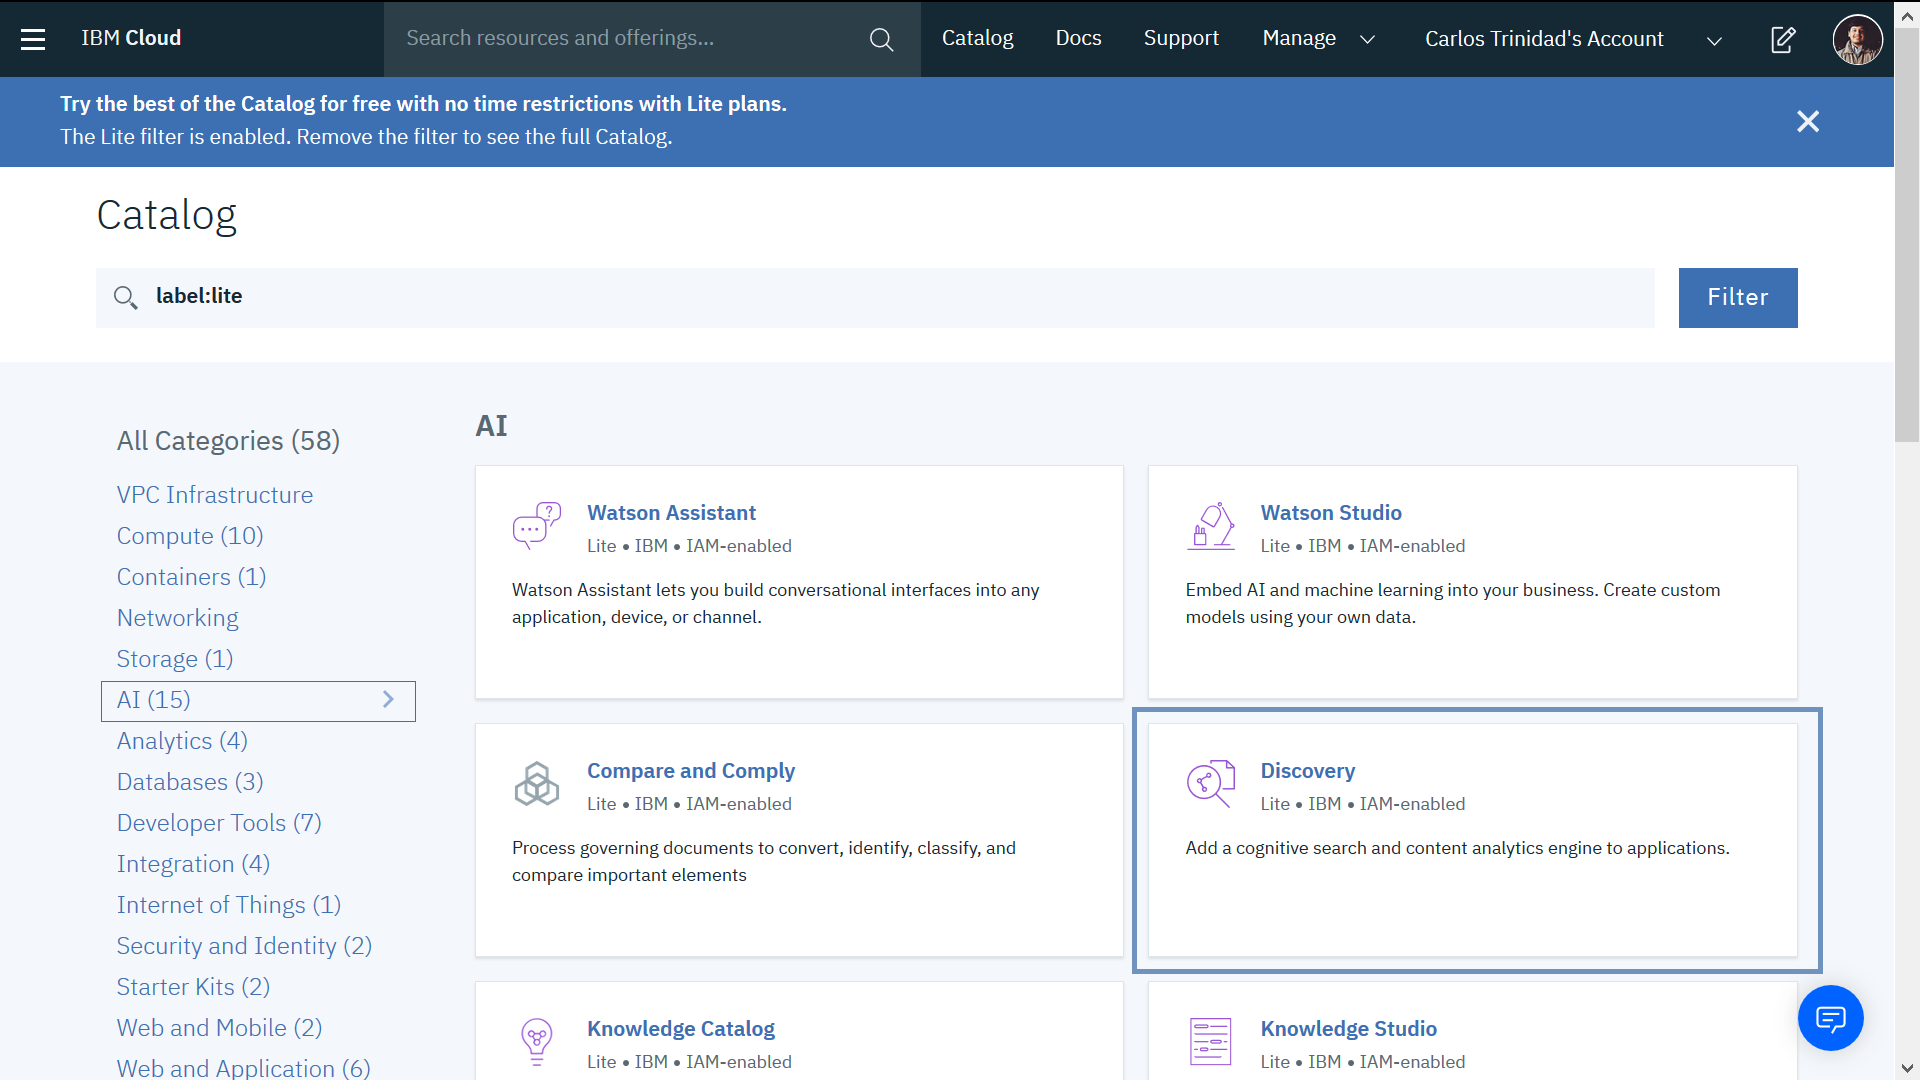 IBM Cloud
Search resources and offerings...
Catalog
Docs
Support
Manage
Carlos Trinidad's Account
Try the best of the Catalog for free with no time restrictions with Lite plans.
The Lite filter is enabled. Remove the filter to see the full Catalog.
Catalog
label:lite
Filter
All Categories (58)
VPC Infrastructure
Compute (10)
Containers (1)
Networking
Storage (1)
AI (15)
Analytics (4)
Databases (3)
Developer Tools (7)
Integration (4)
Internet of Things (1)
Security and Identity (2)
Starter Kits (2)
Web and Mobile (2)
Web and Application (6)
AI
Watson Assistant
Lite • IBM • IAM-enabled
Watson Assistant lets you build conversational interfaces into any
application, device, or channel.
Watson Studio
Lite • IBM • IAM-enabled
Embed AI and machine learning into your business. Create custom
models using your own data.
Compare and Comply
Lite • IBM • IAM-enabled
Process governing documents to convert, identify, classify, and
compare important elements
Discovery
Lite • IBM • IAM-enabled
Add a cognitive search and content analytics engine to applications.
Knowledge Catalog
Lite • IBM • IAM-enabled
Knowledge Studio
Lite • IBM • IAM-enabled